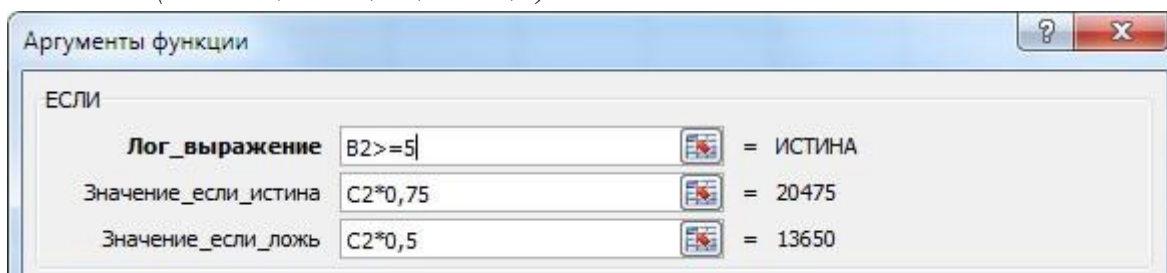 Аргументы функции
ЕСЛИ
Лог_выражение B2>=5 = ИСТИНА
Значение_если_истина C2*0,75 = 20475
Значение_если_ложь C2*0,5 = 13650